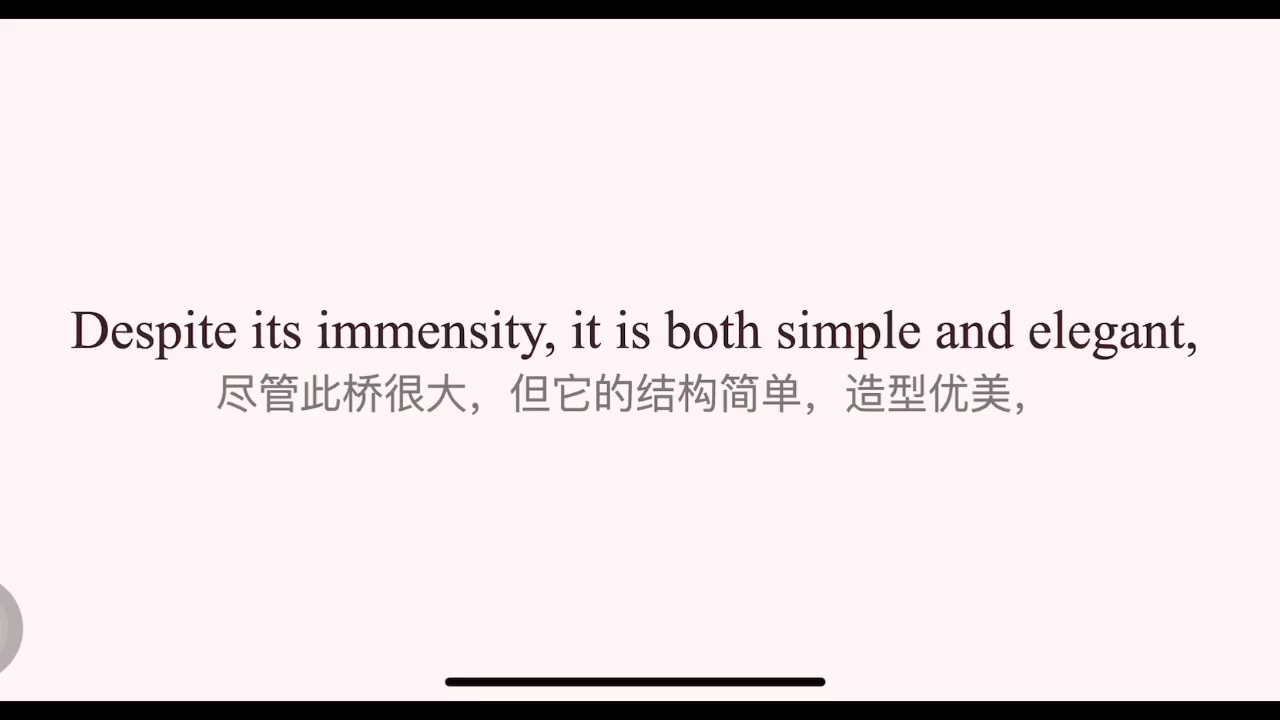 Despite its immensity, it is both simple and elegant,
尽管此桥很大，但它的结构简单，造型优美，